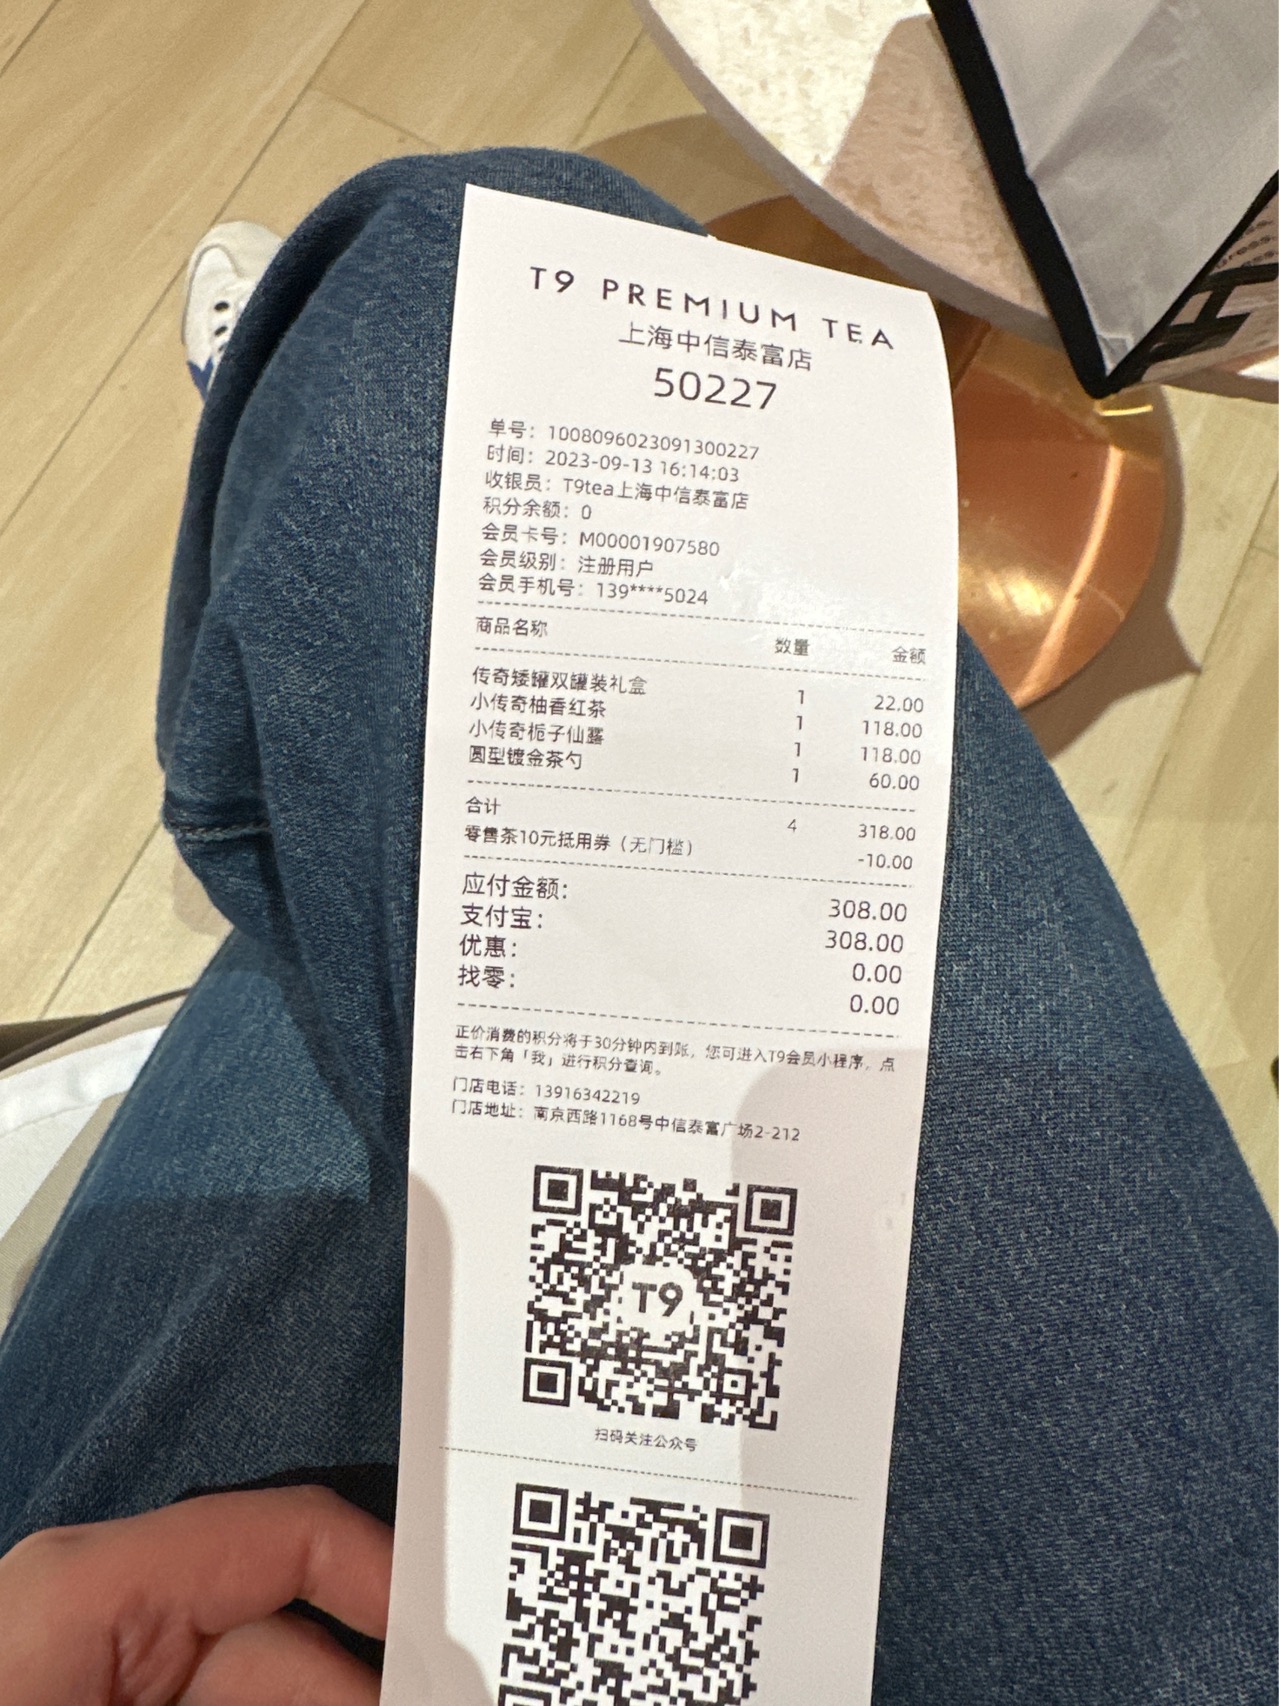 T9 PREMIUM TEA
上海中信泰富店
50227
单号：1008096023091300227
时间：2023-09-13 16:14:03
收银员：T9tea上海中信泰富店
积分余额：0
会员卡号：M00001907580
会员级别：注册用户
会员手机号：139****5024
商品名称 数量 金额
传奇矮罐双罐装礼盒 1 22.00
小传奇柚香红茶 1 118.00
小传奇栀子仙露 1 118.00
圆型镀金茶勺 1 60.00
合计 4 318.00
零售茶10元抵用券（无门槛） -10.00
应付金额： 308.00
支付宝： 308.00
优惠： 0.00
找零： 0.00
正价消费的积分将于30分钟内到账，您可进入T9会员小程序，点
击右下角「我」进行积分查询。
门店电话：13916342219
门店地址：南京西路1168号中信泰富广场2-212
T9
扫码关注公众号